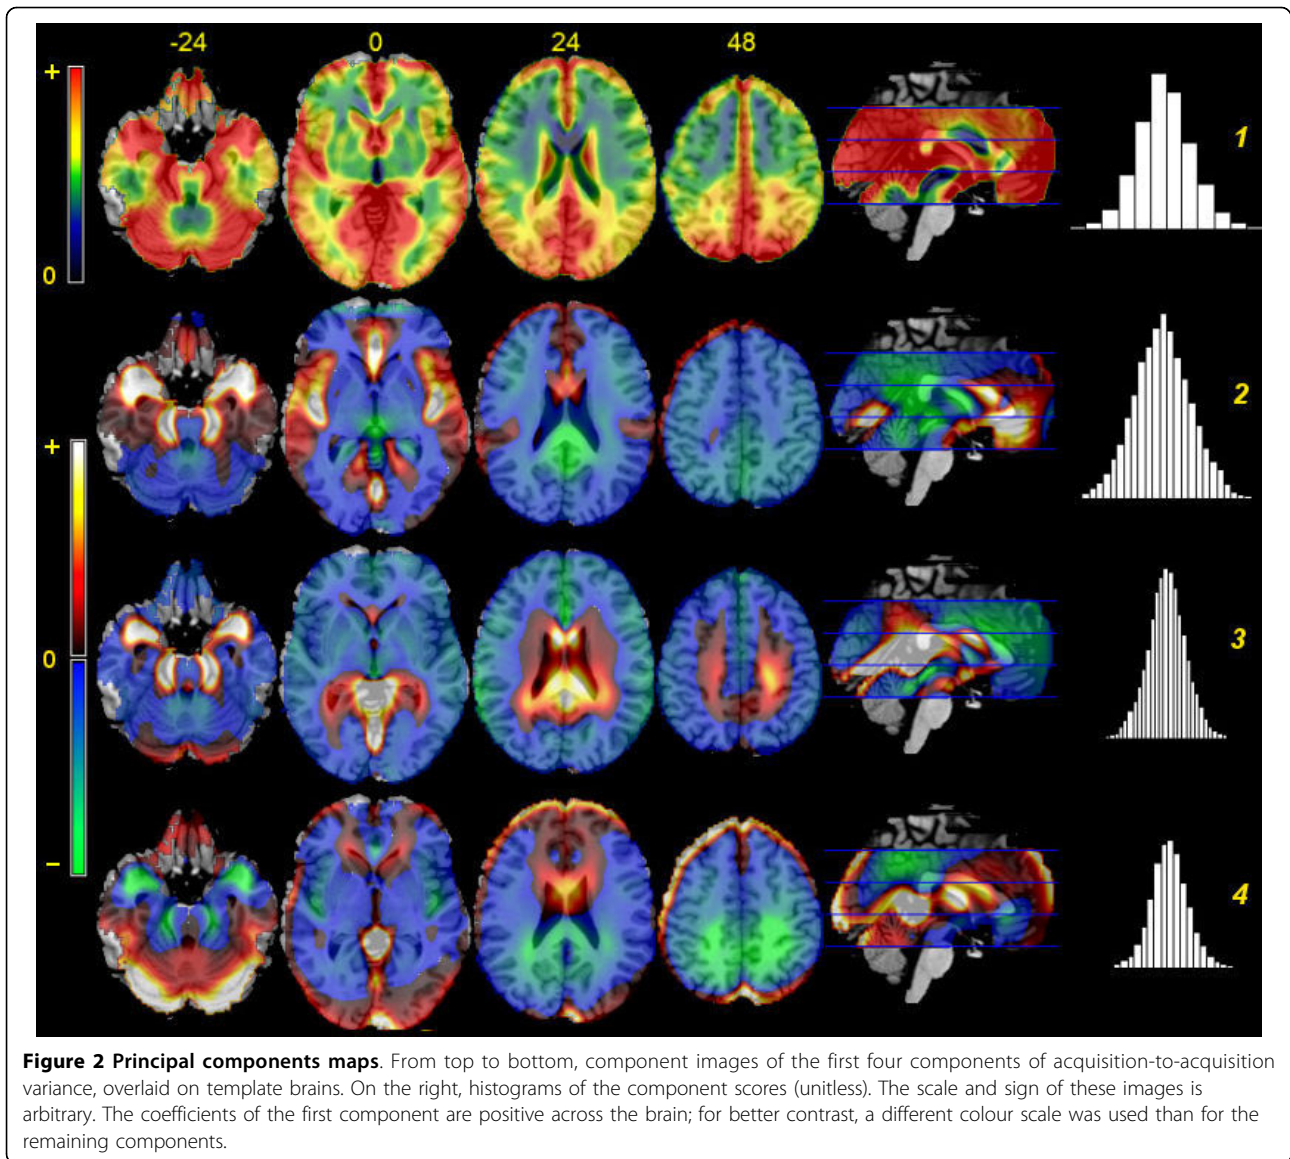 -24 0 24 48
+
1
0
2
+
0
3
–
4
Figure 2 Principal components maps. From top to bottom, component images of the first four components of acquisition-to-acquisition
variance, overlaid on template brains. On the right, histograms of the component scores (unitless). The scale and sign of these images is
arbitrary. The coefficients of the first component are positive across the brain; for better contrast, a different colour scale was used than for the
remaining components.